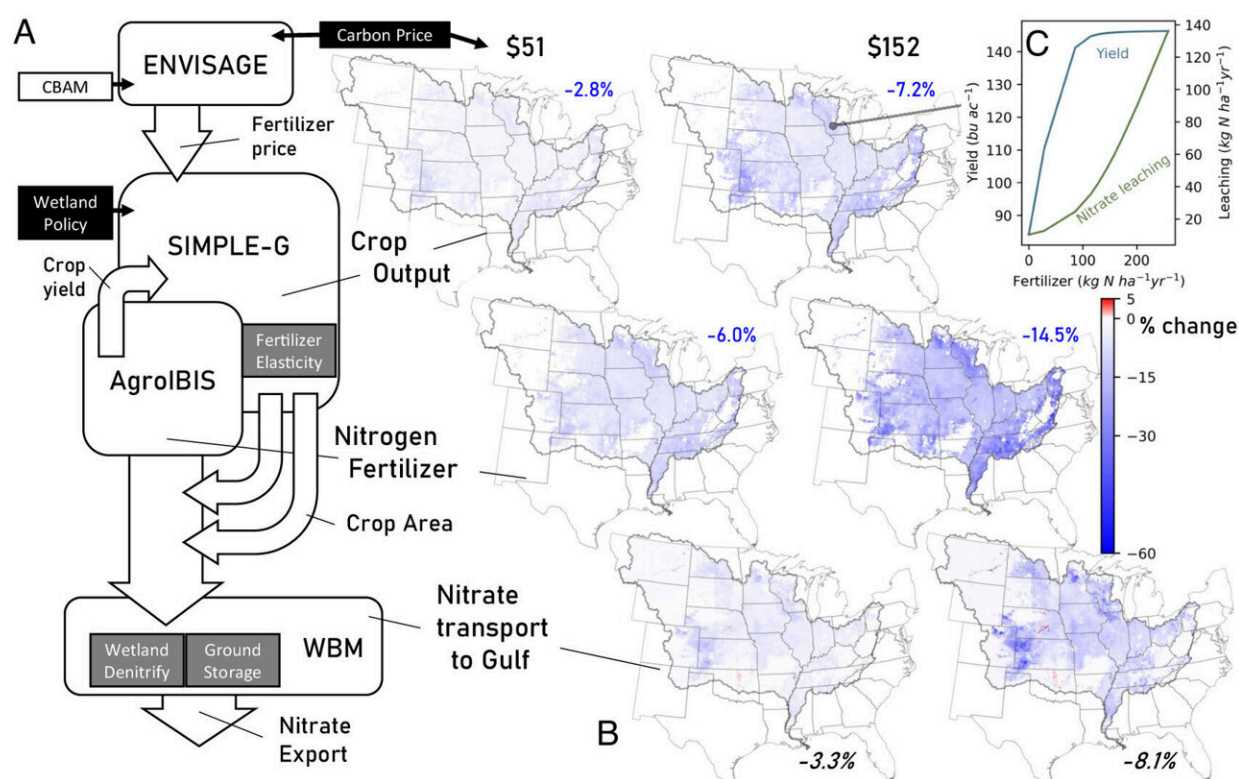 A
Carbon Price
ENVISAGE
CBAM
Fertilizer
price
Wetland
Policy
SIMPLE-G
Crop
yield
AgroIBIS
Fertilizer
Elasticity
Crop
Output
Nitrogen
Fertilizer
Crop Area
Nitrate
transport
to Gulf
WBM
Wetland
Denitrify
Ground
Storage
Nitrate
Export
B
$51
$152
-2.8%
-7.2%
-6.0%
-14.5%
-3.3%
-8.1%
C
Yield
Nitrate leaching
Yield (bu ac⁻¹)
140
130
120
110
100
90
Leaching (kg N ha⁻¹yr⁻¹)
140
120
100
80
60
40
20
0
100
200
Fertilizer (kg N ha⁻¹yr⁻¹)
5
0
% change
-15
-30
-60